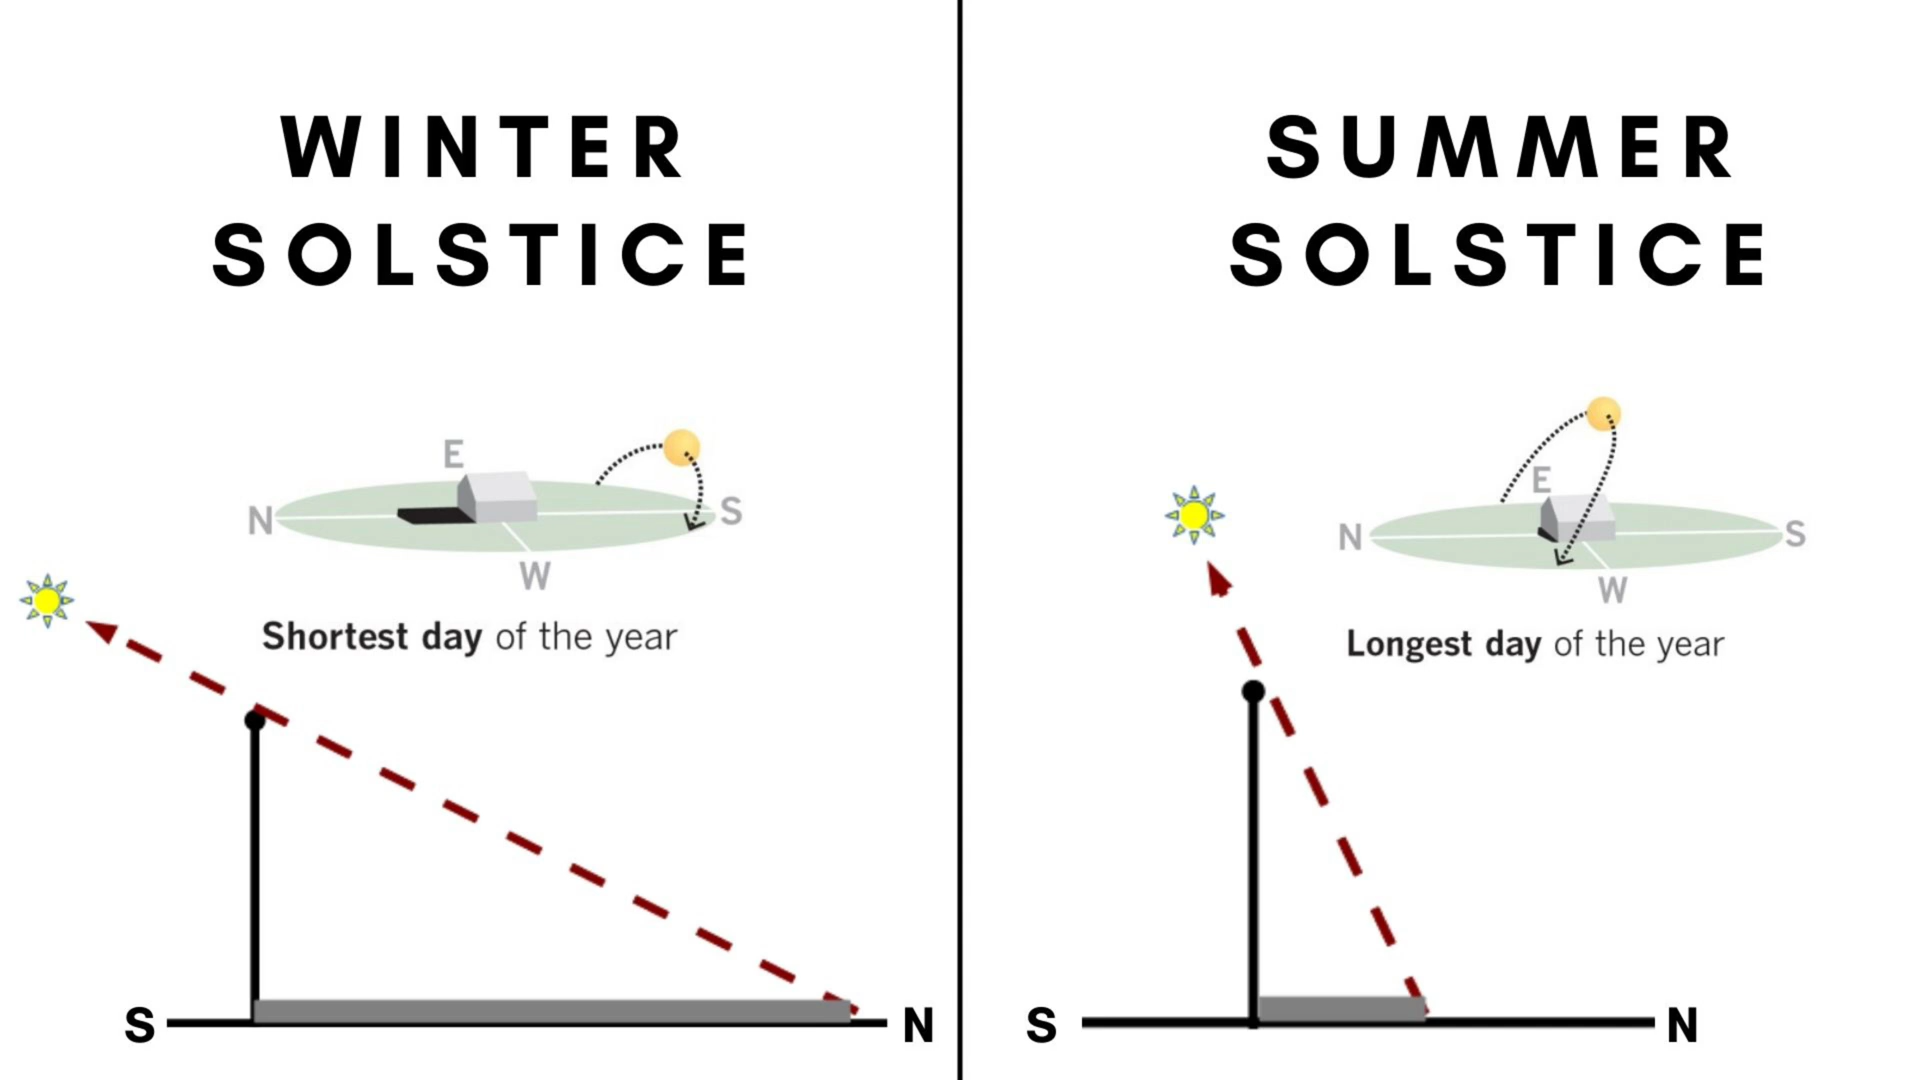 WINTER
SOLSTICE
E
N
S
W
Shortest day of the year
S
N
SUMMER
SOLSTICE
E
N
S
W
Longest day of the year
S
N